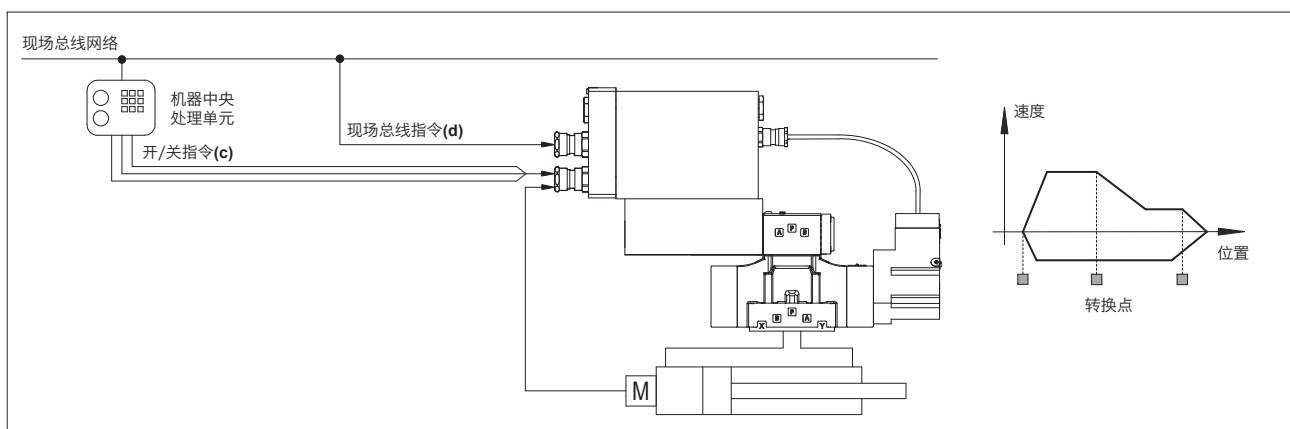 现场总线网络
机器中央
处理单元
现场总线指令(d)
开/关指令(c)
速度
位置
转换点
A P B
B P A
X Y
M